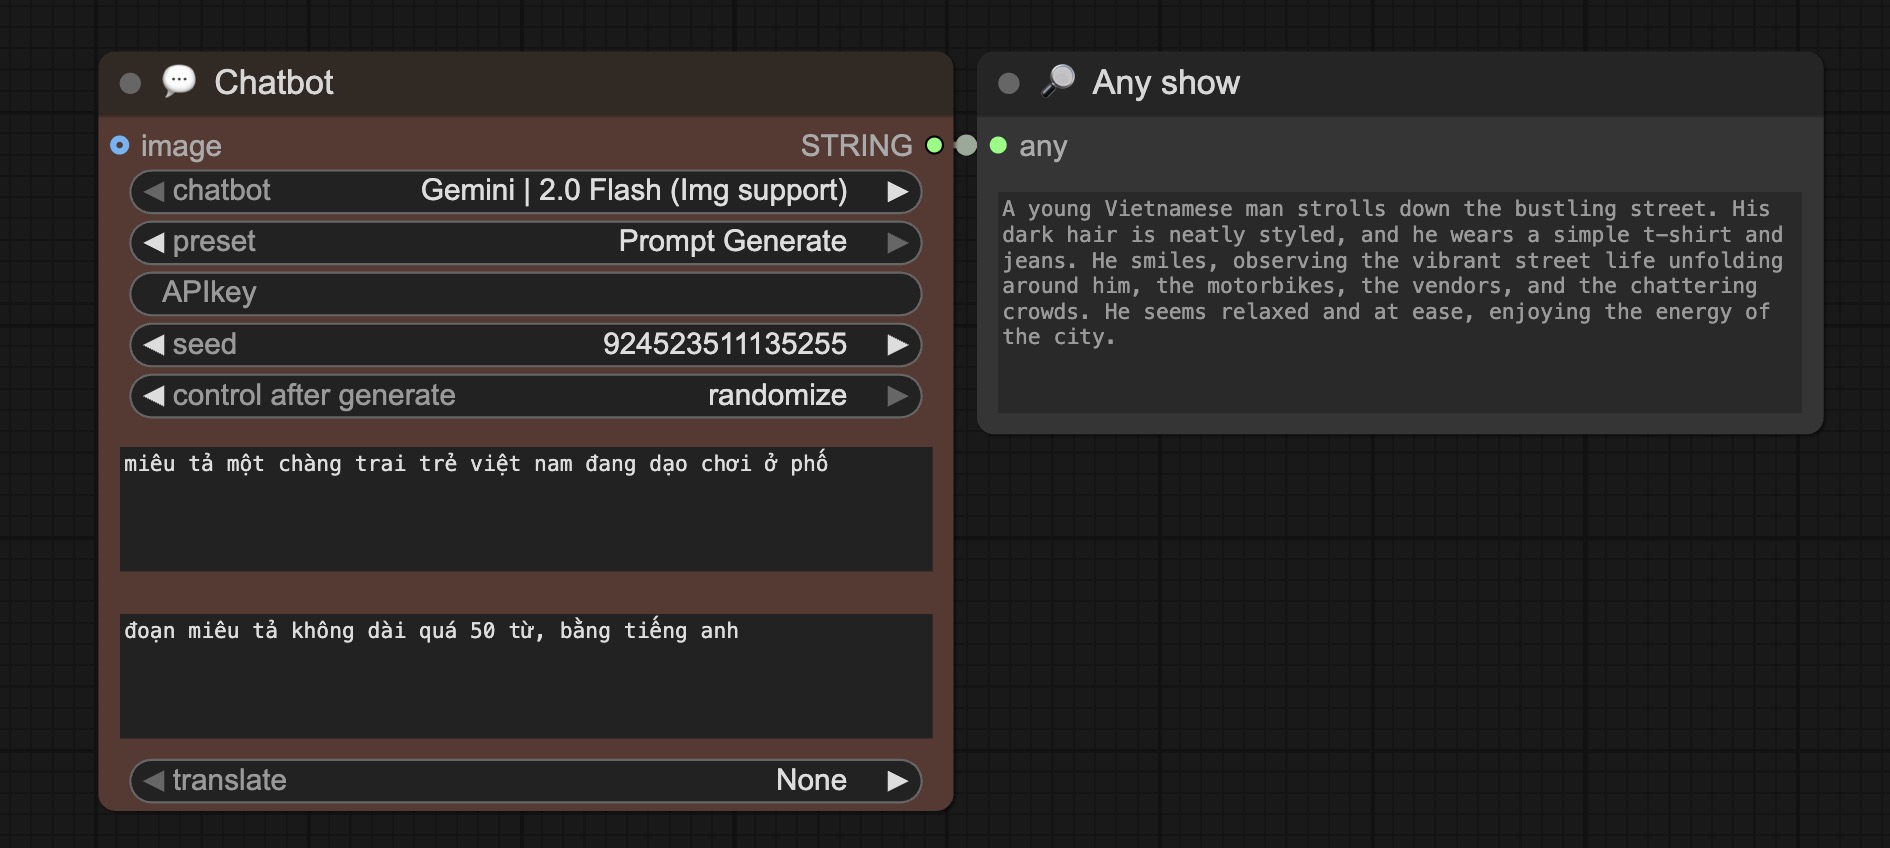 💬 Chatbot
image
STRING
chatbot Gemini | 2.0 Flash (Img support)
preset Prompt Generate
APIkey
seed 924523511135255
control after generate randomize
miêu tả một chàng trai trẻ việt nam đang dạo chơi ở phố
đoạn miêu tả không dài quá 50 từ, bằng tiếng anh
translate None
🔎 Any show
any
A young Vietnamese man strolls down the bustling street. His
dark hair is neatly styled, and he wears a simple t-shirt and
jeans. He smiles, observing the vibrant street life unfolding
around him, the motorbikes, the vendors, and the chattering
crowds. He seems relaxed and at ease, enjoying the energy of
the city.